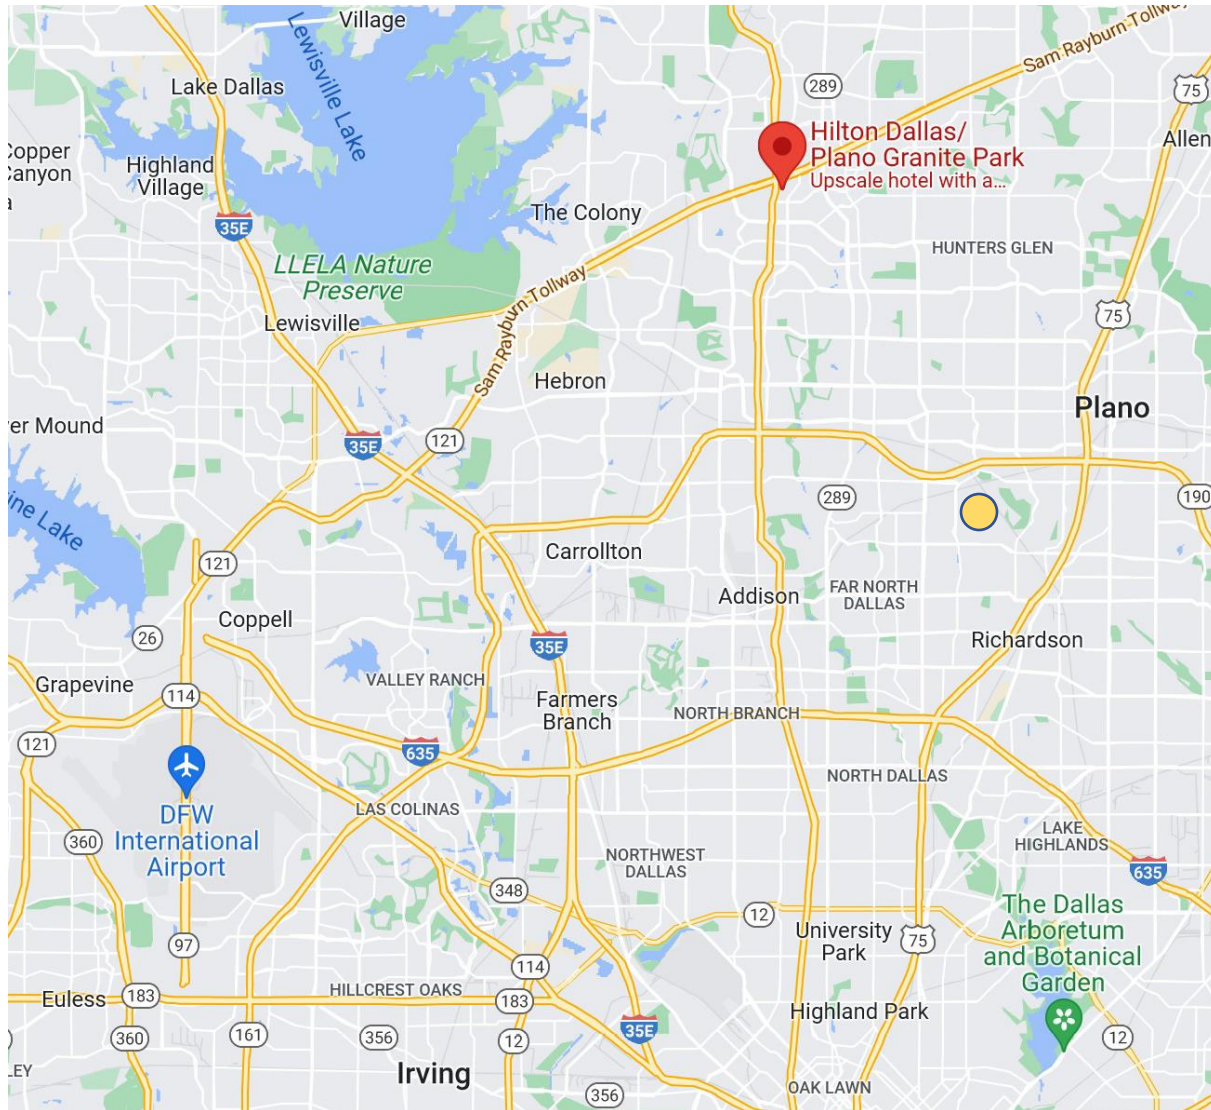 Village
Lewisville Lake
Lake Dallas
289
Sam Rayburn Tollway
75
Hilton Dallas/
Plano Granite Park
Upscale hotel with a...
Allen
Copper
Canyon
Highland
Village
a
35E
The Colony
HUNTERS GLEN
LLELA Nature
Preserve
Sam Rayburn Tollway
Lewisville
75
Hebron
Plano
er Mound
121
35E
289
190
ine Lake
Carrollton
121
Addison
FAR NORTH
DALLAS
Coppell
26
35E
Richardson
Grapevine
114
VALLEY RANCH
Farmers
Branch
NORTH BRANCH
121
635
NORTH DALLAS
DFW
International
Airport
LAS COLINAS
360
LAKE
HIGHLANDS
NORTHWEST
DALLAS
635
348
12
The Dallas
Arboretum
and Botanical
Garden
University
Park
75
97
114
Euless
183
HILLCREST OAKS
183
Highland Park
360
161
356
12
35E
12
LEY
Irving
356
OAK LAWN